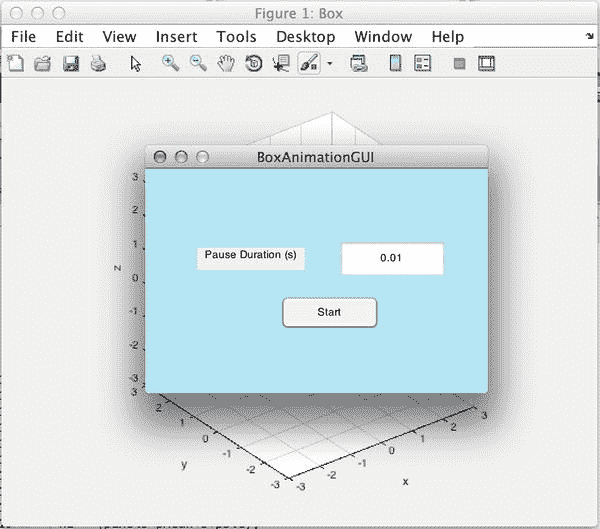 Figure 1: Box
File Edit View Insert Tools Desktop Window Help
BoxAnimationGUI
Pause Duration (s) 0.01
Start
3
2
1
0
-1
-2
-3
z
3
2
1
0
-1
-2
-3
y
-3
-2
-1
0
1
2
3
x